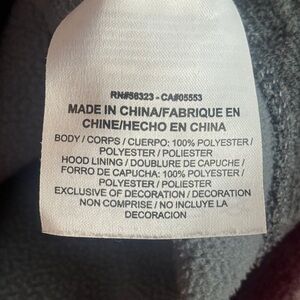 RN#56323 - CA#05553
MADE IN CHINA/FABRIQUE EN
CHINE/HECHO EN CHINA
BODY / CORPS / CUERPO: 100% POLYESTER /
POLYESTER / POLIESTER
HOOD LINING / DOUBLURE DE CAPUCHE /
FORRO DE CAPUCHA: 100% POLYESTER /
POLYESTER / POLIESTER
EXCLUSIVE OF DECORATION / DECORATION
NON COMPRISE / NO INCLUYE LA
DECORACION